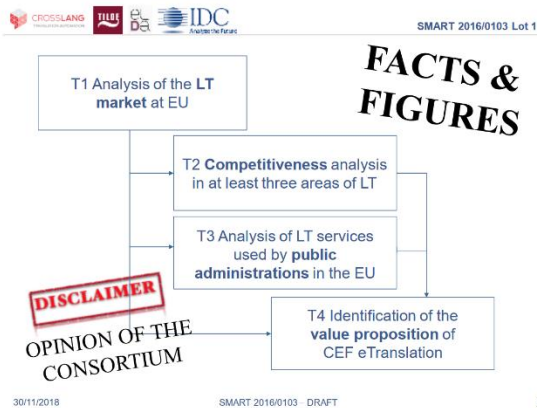 CROSSLANG
TILDE
elda
IDC
Analyze the Future
SMART 2016/0103 Lot 1
FACTS &
FIGURES
T1 Analysis of the LT
market at EU
T2 Competitiveness analysis
in at least three areas of LT
T3 Analysis of LT services
used by public
administrations in the EU
DISCLAIMER
OPINION OF THE
CONSORTIUM
T4 Identification of the
value proposition of
CEF eTranslation
30/11/2018
SMART 2016/0103 - DRAFT